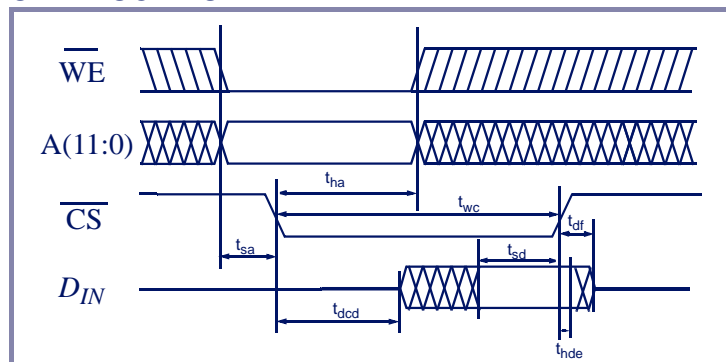 WE
A(11:0)
t_ha
t_wc
CS
t_df
t_sa
t_sd
D_IN
t_dcd
t_hde